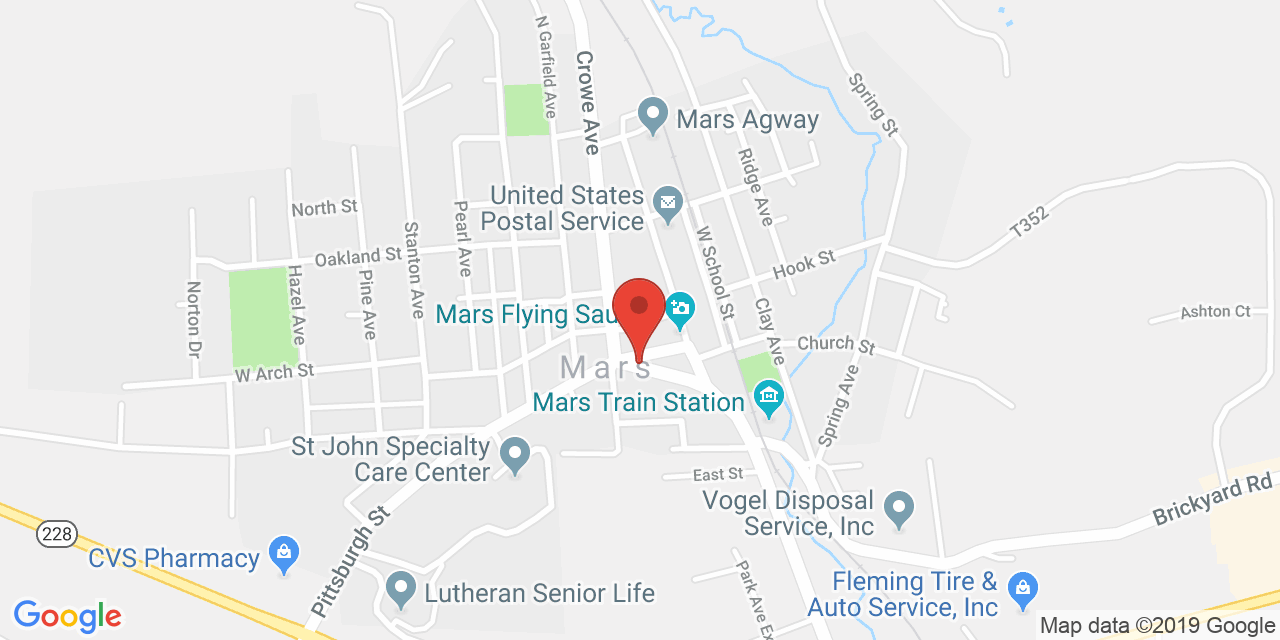 N Garfield Ave
Crowe Ave
Spring St
Mars Agway
Ridge Ave
United States
Postal Service
North St
Pearl Ave
Stanton Ave
T352
W School St
Oakland St
Hook St
Hazel Ave
Pine Ave
Norton Dr
Mars Flying Sau
Clay Ave
Ashton Ct
Church St
W Arch St
Mars
Mars Train Station
Spring Ave
St John Specialty
Care Center
East St
Vogel Disposal
Service, Inc
Brickyard Rd
228
Pittsburgh St
CVS Pharmacy
Lutheran Senior Life
Park Ave Ex
Fleming Tire &
Auto Service, Inc
Google
Map data ©2019 Google